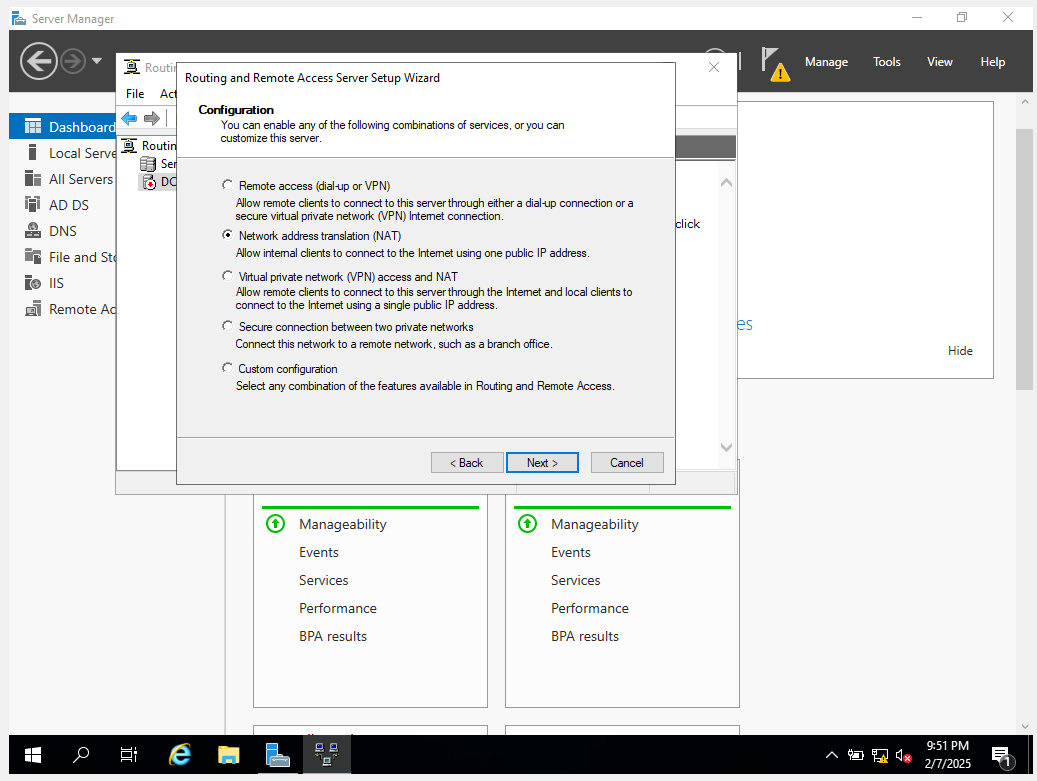 Server Manager
Manage
Tools
View
Help
Routing and Remote Access Server Setup Wizard
File
Configuration
You can enable any of the following combinations of services, or you can
customize this server.
Dashboard
Local Serve
All Servers
AD DS
DNS
File and Sto
IIS
Remote Ac
Routin
Ser
DC
Remote access (dial-up or VPN)
Allow remote clients to connect to this server through either a dial-up connection or a
secure virtual private network (VPN) Internet connection.
Network address translation (NAT)
Allow internal clients to connect to the Internet using one public IP address.
Virtual private network (VPN) access and NAT
Allow remote clients to connect to this server through the Internet and local clients to
connect to the Internet using a single public IP address.
Secure connection between two private networks
Connect this network to a remote network, such as a branch office.
Custom configuration
Select any combination of the features available in Routing and Remote Access.
click
es
Hide
< Back
Next >
Cancel
Manageability
Events
Services
Performance
BPA results
Manageability
Events
Services
Performance
BPA results
9:51 PM
2/7/2025
1